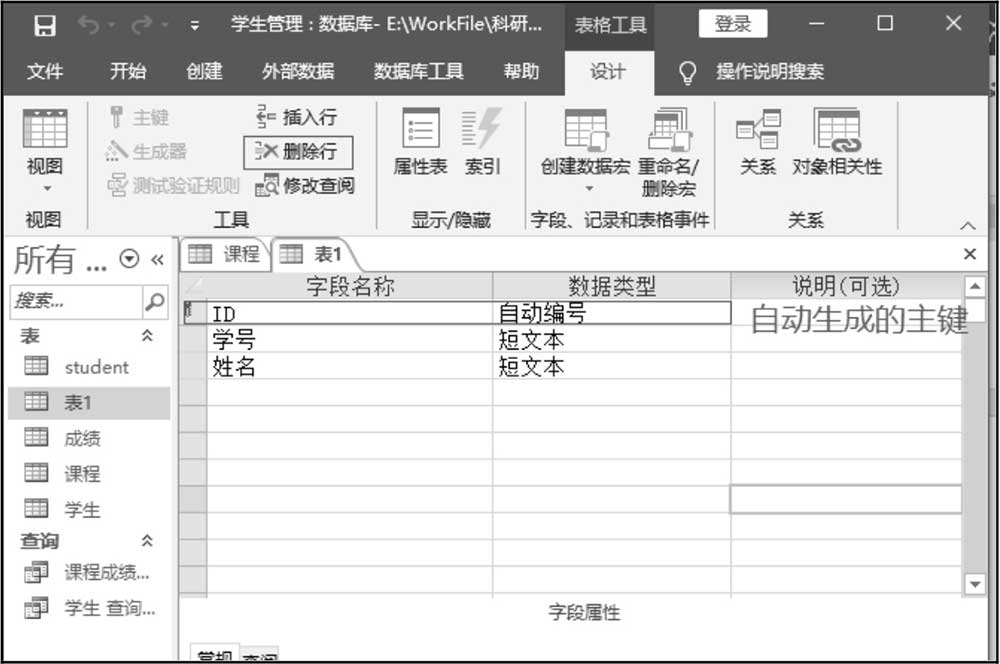 学生管理：数据库- E:\WorkFile\科研... 表格工具 登录
文件 开始 创建 外部数据 数据库工具 帮助 设计 操作说明搜索
视图
视图
主键
生成器
测试验证规则
插入行
删除行
修改查阅
工具
属性表 索引
显示/隐藏
创建数据宏 重命名/
删除宏
字段、记录和表格事件
关系 对象相关性
关系
所有 ...
搜索...
表
student
表1
成绩
课程
学生
查询
课程成绩...
学生 查询...
课程 表1
字段名称 数据类型 说明(可选)
ID 自动编号 自动生成的主键
学号 短文本
姓名 短文本
字段属性
常规 查阅